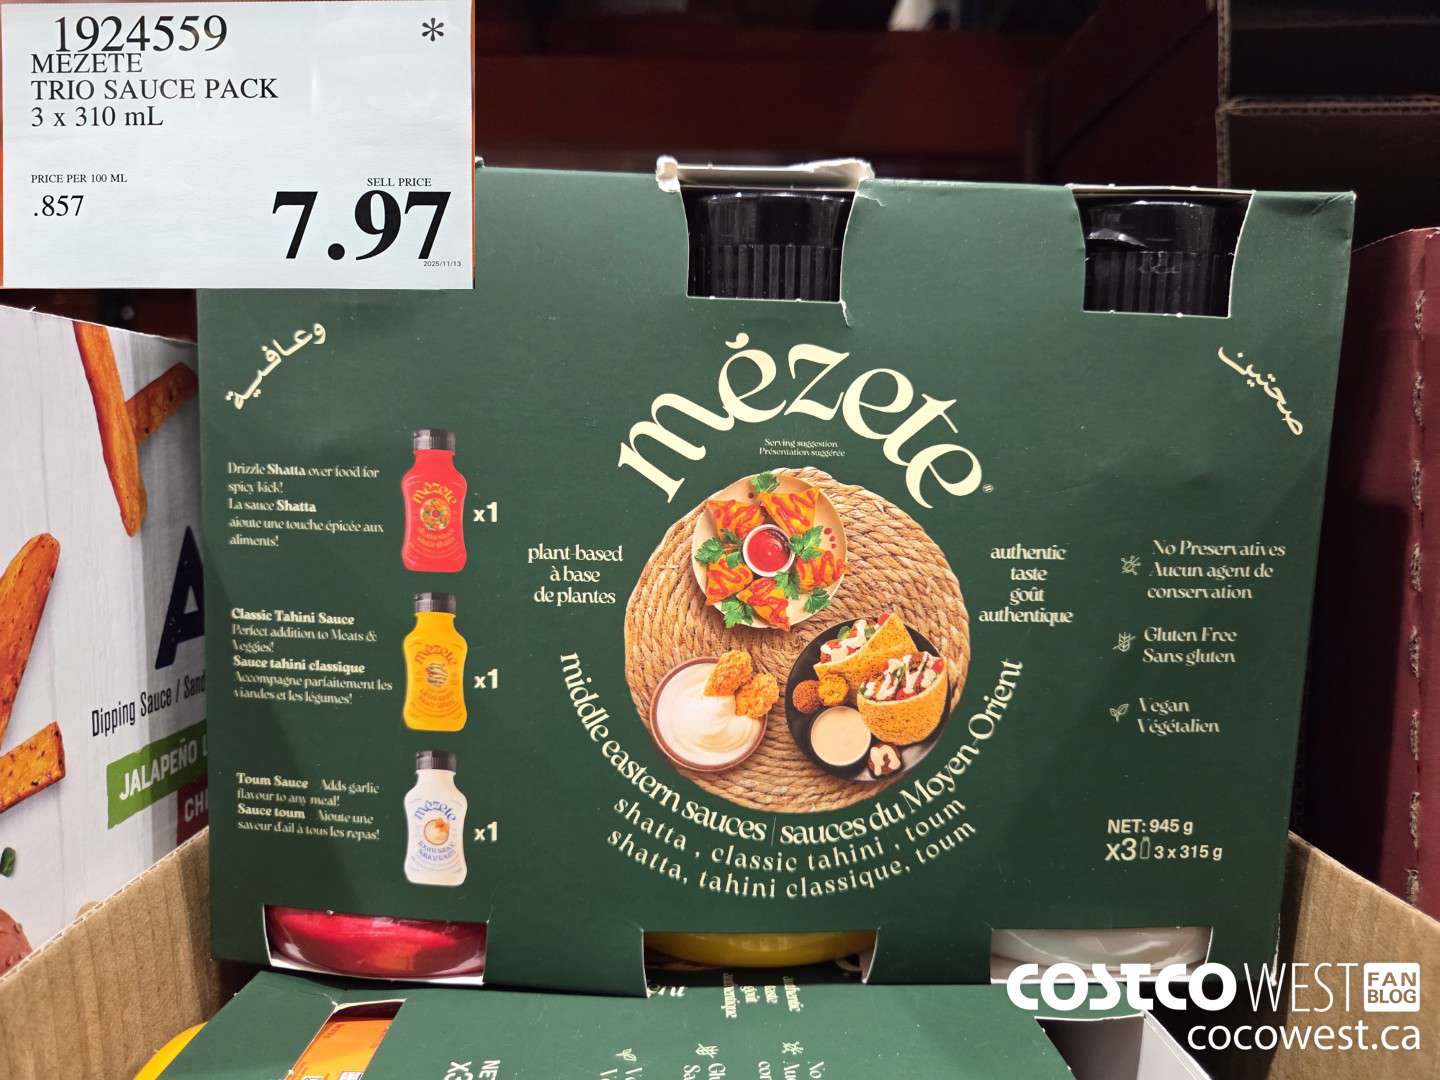 1924559 *
MÉZETE
TRIO SAUCE PACK
3 x 310 mL
PRICE PER 100 ML
.857
SELL PRICE
7.97
2025/11/13
وعافية
صحتين
mézete®
Serving suggestion
Présentation suggérée
Drizzle Shatta over food for
spicy kick!
La sauce Shatta
ajoute une touche épicée aux
aliments!
x1
Classic Tahini Sauce
Perfect addition to Meats &
Veggies!
Sauce tahini classique
Accompagne parfaitement les
viandes et les légumes!
x1
Toum Sauce Adds garlic
flavour to any meal!
Sauce toum Ajoute une
saveur d'ail à tous les repas!
x1
mézete
mézete
mézete
plant-based
à base
de plantes
authentic
taste
goût
authentique
middle eastern sauces | sauces du Moyen-Orient
shatta , classic tahini , toum
shatta, tahini classique, toum
No Preservatives
Aucun agent de
conservation
Gluten Free
Sans gluten
Vegan
Végétalien
NET: 945 g
x3 3 x 315 g
A
Dipping Sauce / Sand
JALAPEÑO L
CHI
COSTCO WEST FAN BLOG
cocowest.ca